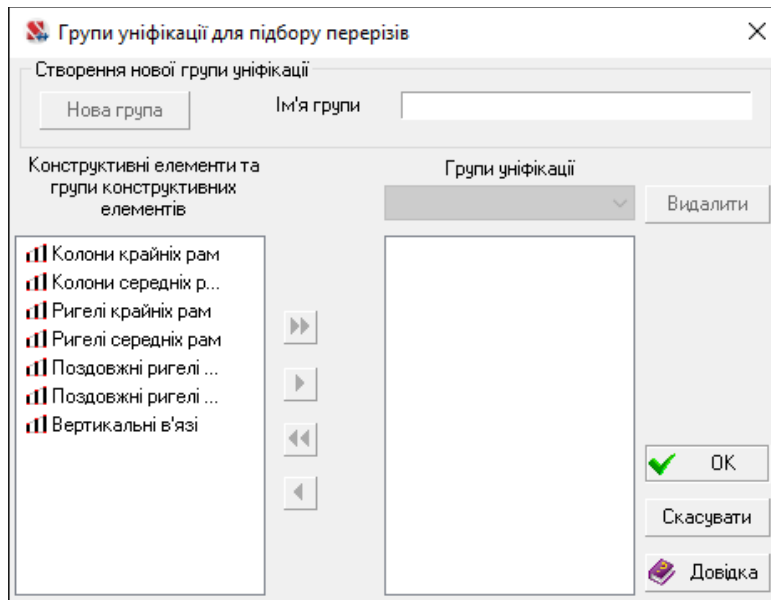 Групи уніфікації для підбору перерізів
Створення нової групи уніфікації
Нова група
Ім'я групи
Конструктивні елементи та
групи конструктивних
елементів
Групи уніфікації
Видалити
Колони крайніх рам
Колони середніх р...
Ригелі крайніх рам
Ригелі середніх рам
Поздовжні ригелі ...
Поздовжні ригелі ...
Вертикальні в'язі
OK
Скасувати
Довідка